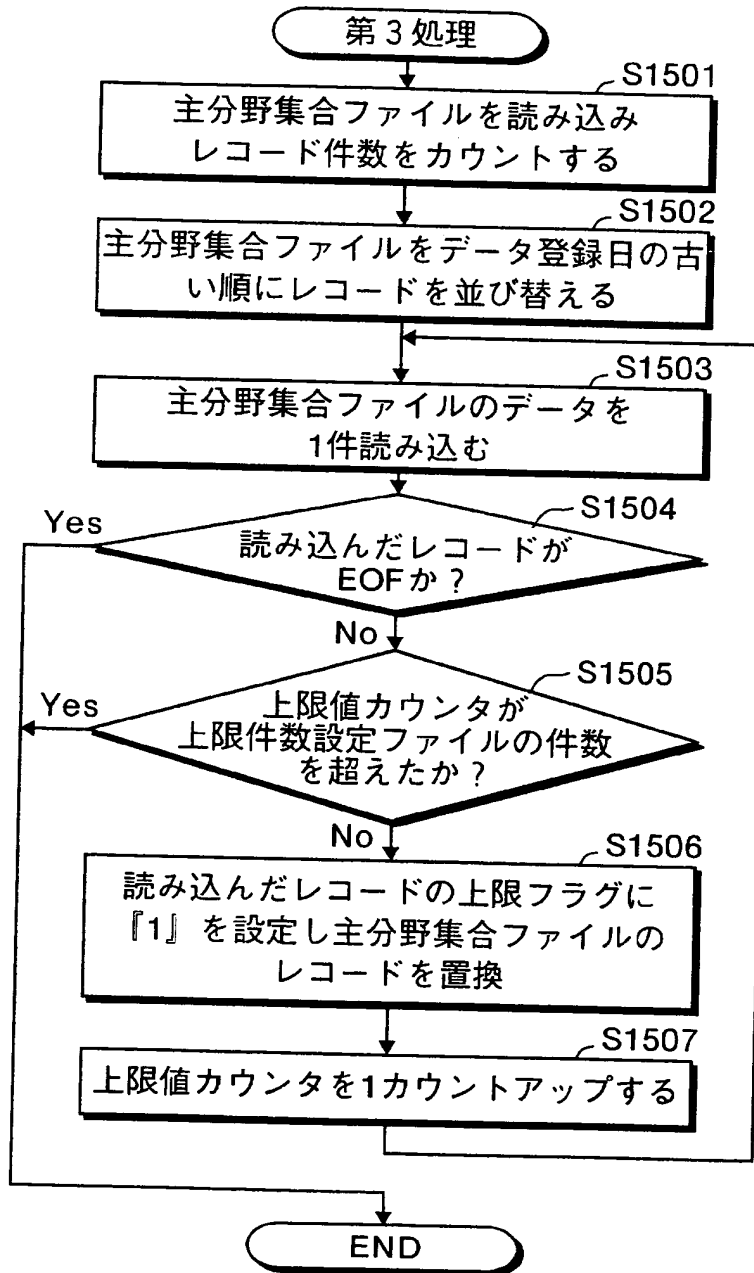 第3処理
S1501
主分野集合ファイルを読み込み
レコード件数をカウントする
S1502
主分野集合ファイルをデータ登録日の古
い順にレコードを並び替える
S1503
主分野集合ファイルのデータを
1件読み込む
S1504
Yes
読み込んだレコードが
EOFか?
No
S1505
Yes
上限値カウンタが
上限件数設定ファイルの件数
を超えたか?
No
S1506
読み込んだレコードの上限フラグに
『1』を設定し主分野集合ファイルの
レコードを置換
S1507
上限値カウンタを1カウントアップする
END